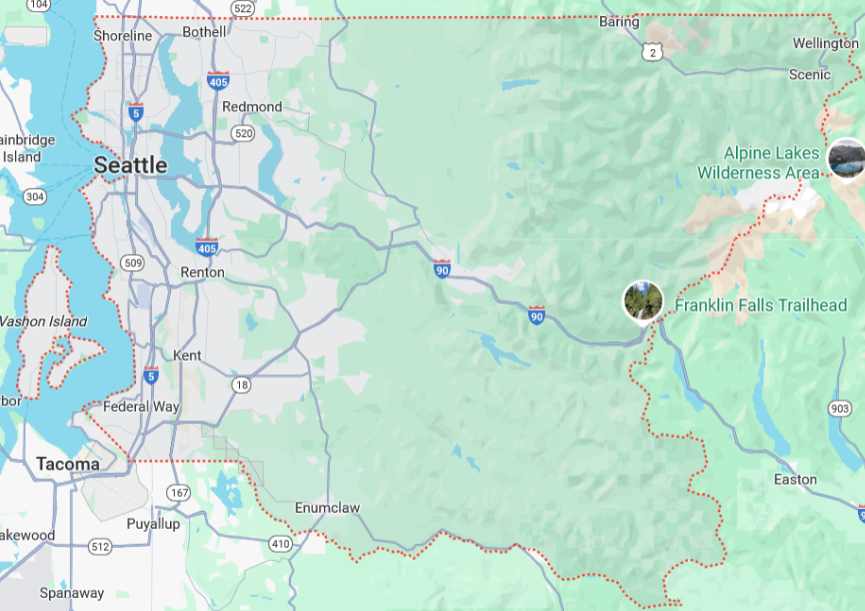 104
522
Shoreline
Bothell
Baring
2
Wellington
Scenic
405
Redmond
5
520
ainbridge
Island
Seattle
Alpine Lakes
Wilderness Area
304
405
509
Renton
90
Vashon Island
90
Franklin Falls Trailhead
Kent
5
18
rbor
Federal Way
903
Tacoma
Easton
167
Enumclaw
Puyallup
akewood
512
410
Spanaway